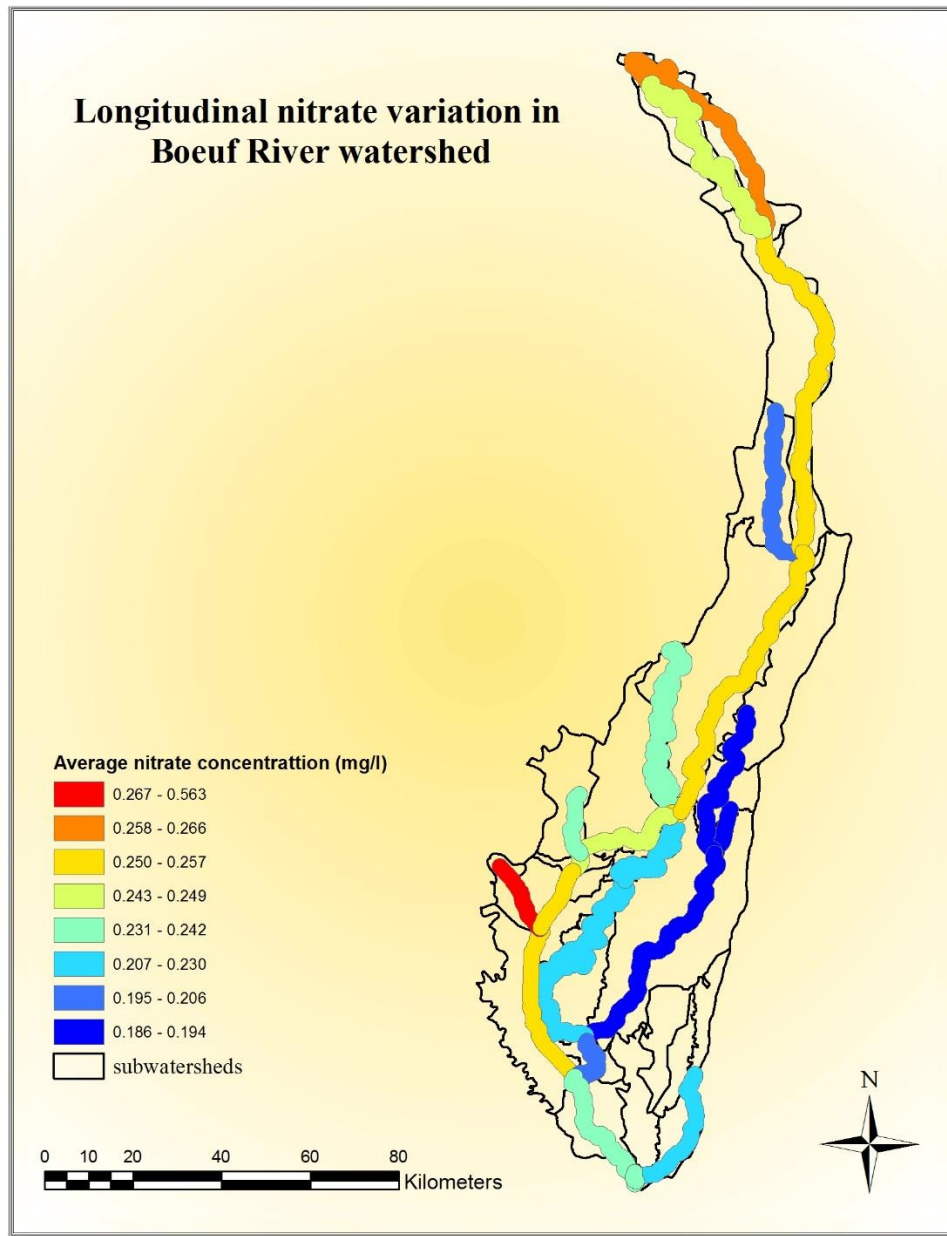 Longitudinal nitrate variation in
Boeuf River watershed
Average nitrate concentrattion (mg/l)
0.267 - 0.563
0.258 - 0.266
0.250 - 0.257
0.243 - 0.249
0.231 - 0.242
0.207 - 0.230
0.195 - 0.206
0.186 - 0.194
subwatersheds
N
0 10 20 40 60 80
Kilometers